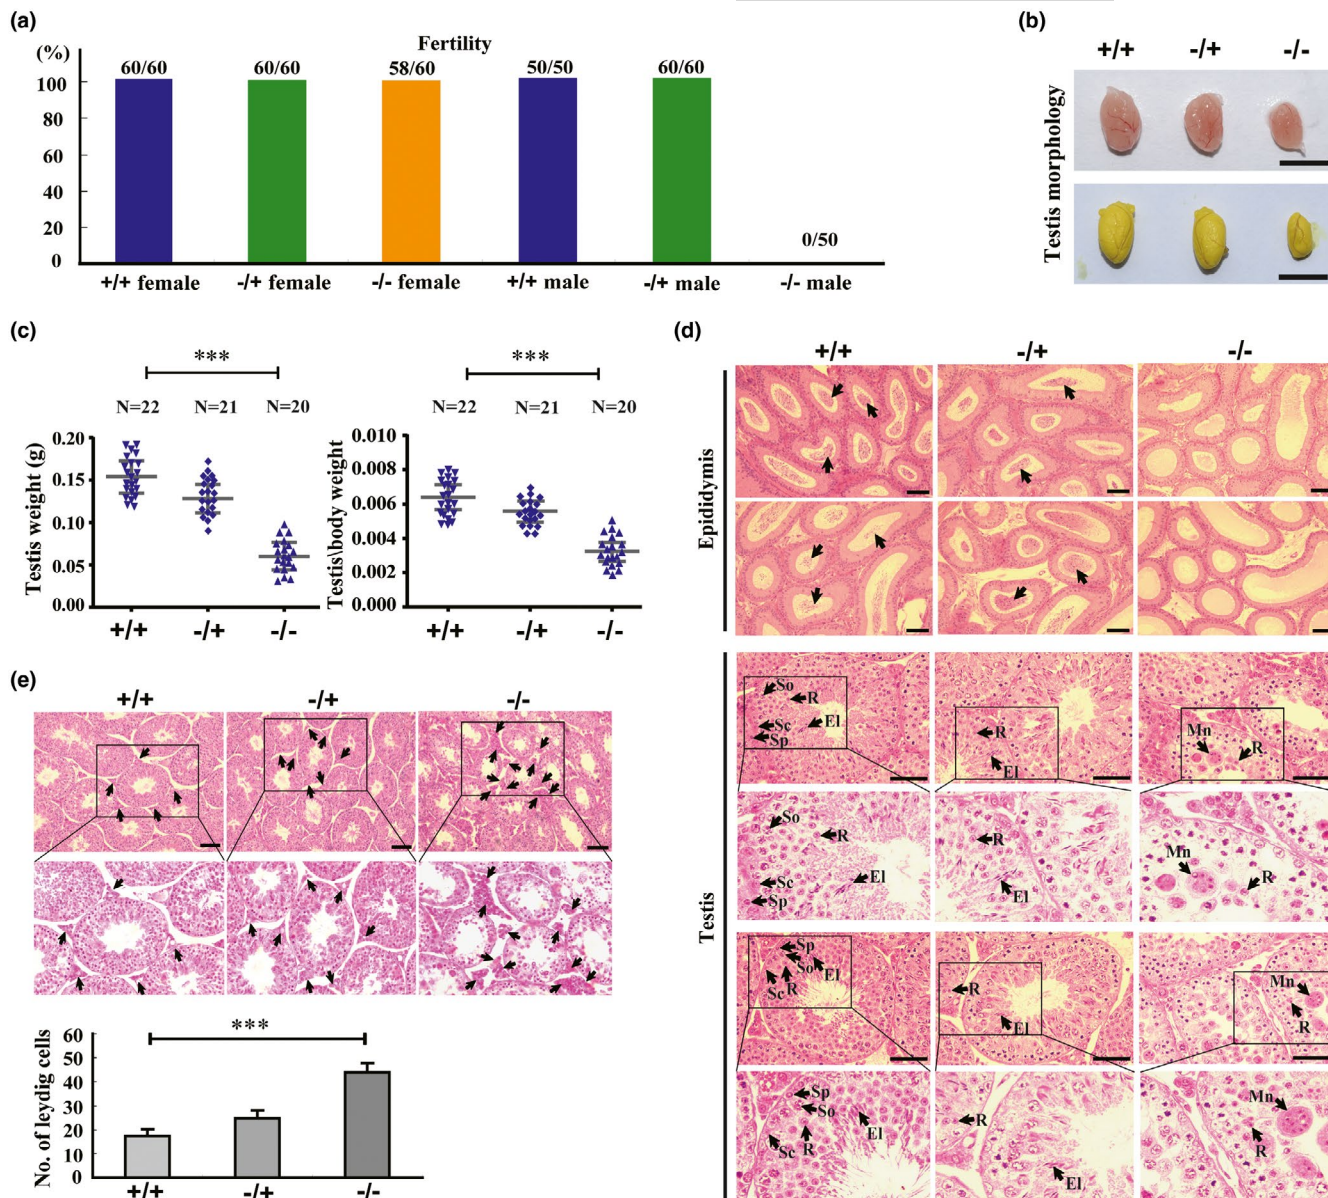 (a)
Fertility
(%)
60/60 60/60 58/60 50/50 60/60
100
80
60
40
20
0
0/50
+/+ female -/+ female -/- female +/+ male -/+ male -/- male
(b)
+/+ -/+ -/-
Testis morphology
(c)
***
N=22 N=21 N=20
Testis weight (g)
0.20
0.15
0.10
0.05
0.00
+/+ -/+ -/-
***
N=22 N=21 N=20
Testis\body weight
0.010
0.008
0.006
0.004
0.002
0.000
+/+ -/+ -/-
(d)
+/+ -/+ -/-
Epididymis
Testis
So
R
El
Sc
Sp
R
El
Mn
R
So
R
El
Sc
Sp
R
El
Mn
R
Sp
So
El
Sc
R
R
El
Mn
R
Sp
So
El
Sc
R
R
El
Mn
R
(e)
+/+ -/+ -/-
***
No. of leydig cells
60
50
40
30
20
10
0
+/+ -/+ -/-